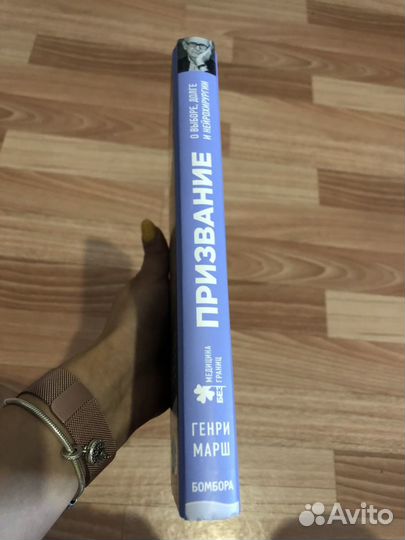 О ВЫБОРЕ, ДОЛГЕ
И НЕЙРОХИРУРГИИ
ПРИЗВАНИЕ
МЕДИЦИНА
БЕЗ ГРАНИЦ
ГЕНРИ
МАРШ
БОМБОРА
Avito